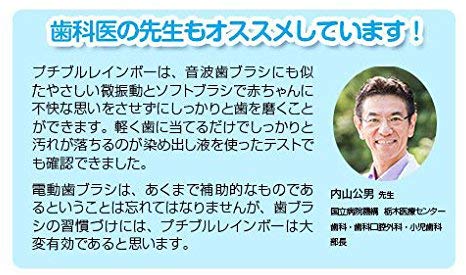 歯科医の先生もオススメしています！
プチブルレインボーは、音波歯ブラシにも似
たやさしい微振動とソフトブラシで赤ちゃんに
不快な思いをさせずにしっかりと歯を磨くこと
ができます。軽く歯に当てるだけでしっかりと
汚れが落ちるのが染め出し液を使ったテストで
も確認できました。
電動歯ブラシは、あくまで補助的なものであ
るということは忘れてはなりませんが、歯ブラ
シの習慣づけには、プチブルレインボーは大
変有効であると思います。
内山公男 先生
国立病院機構 栃木医療センター
歯科・歯科口腔外科・小児歯科
部長